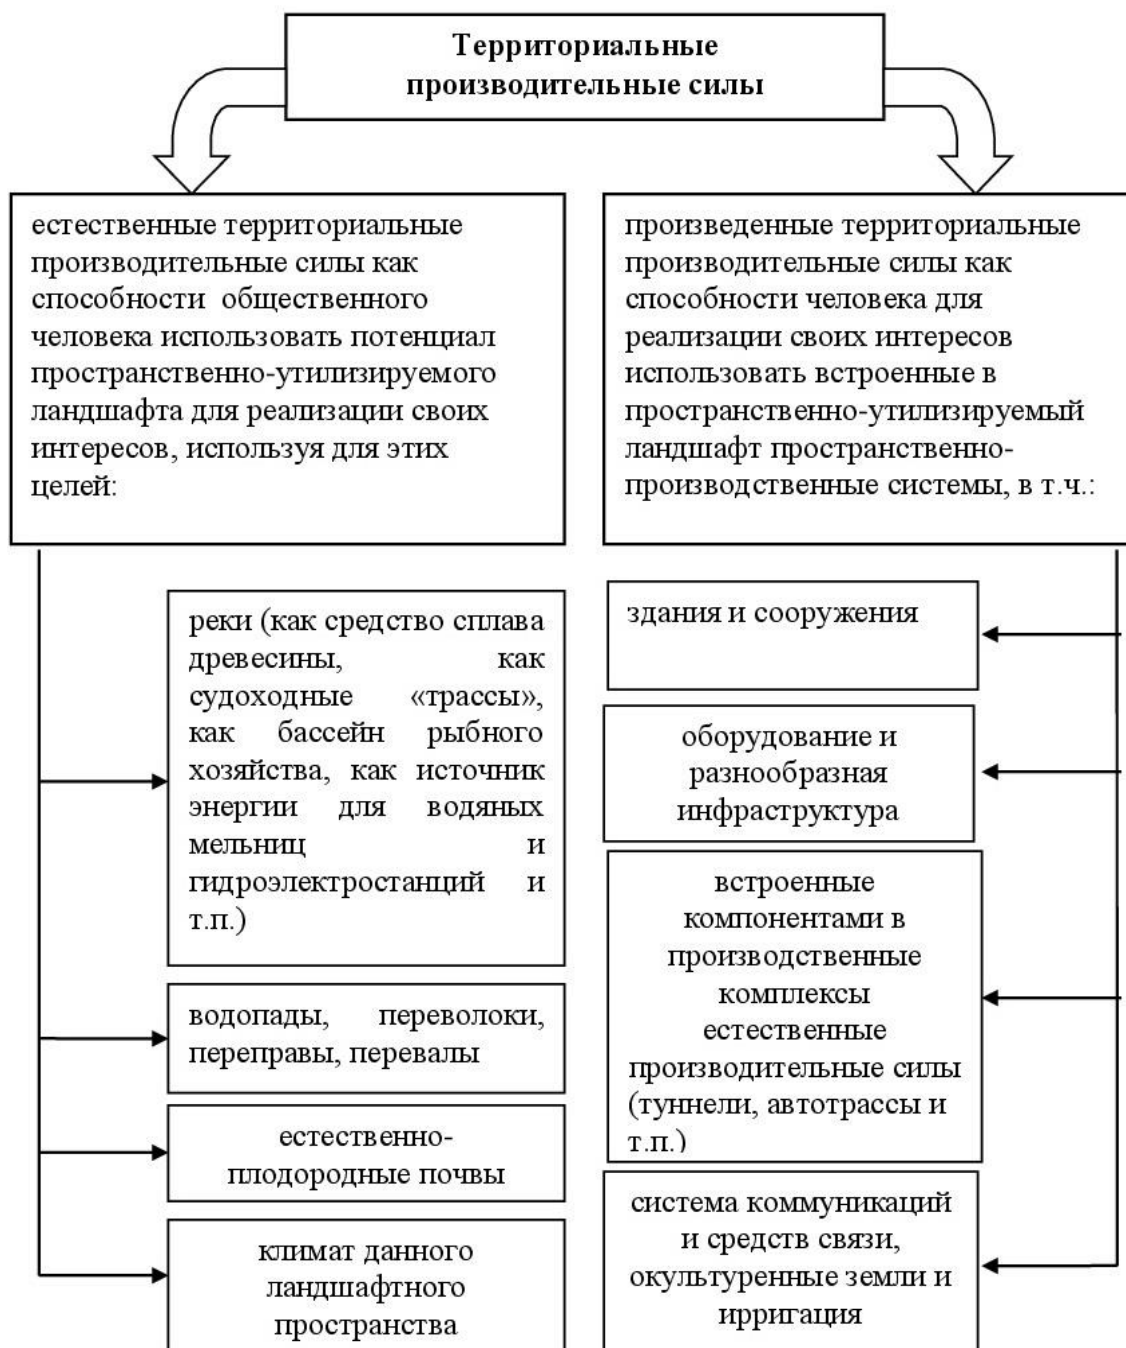 Территориальные
производительные силы
естественные территориальные
производительные силы как
способности общественного
человека использовать потенциал
пространственно-утилизируемого
ландшафта для реализации своих
интересов, используя для этих
целей:
произведенные территориальные
производительные силы как
способности человека для
реализации своих интересов
использовать встроенные в
пространственно-утилизируемый
ландшафт пространственно-
производственные системы, в т.ч.:
реки (как средство сплава
древесины, как
судоходные «трассы»,
как бассейн рыбного
хозяйства, как источник
энергии для водяных
мельниц и
гидроэлектростанций и
т.п.)
водопады, переволоки,
переправы, перевалы
естественно-
плодородные почвы
климат данного
ландшафтного
пространства
здания и сооружения
оборудование и
разнообразная
инфраструктура
встроенные
компонентами в
производственные
комплексы
естественные
производительные силы
(туннели, автотрассы и
т.п.)
система коммуникаций
и средств связи,
окультуренные земли и
ирригация